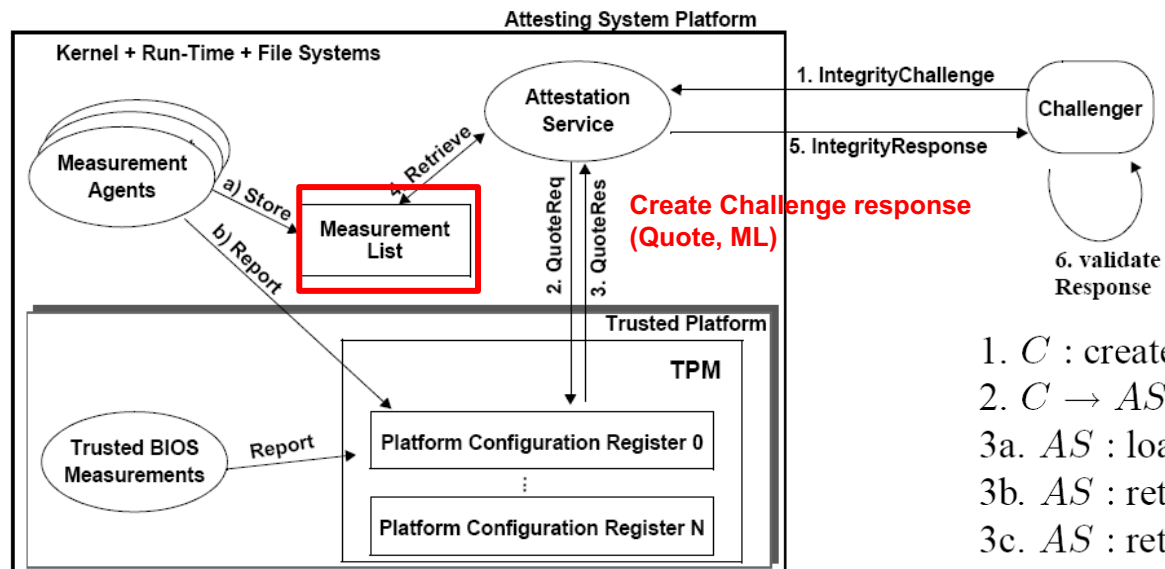 Attesting System Platform
Kernel + Run-Time + File Systems
1. IntegrityChallenge
Attestation
Service
Challenger
5. IntegrityResponse
Measurement
Agents
4. Retrieve
a) Store
Measurement
List
b) Report
2. QuoteReq
3. QuoteRes
Create Challenge response
(Quote, ML)
6. validate
Response
Trusted Platform
TPM
Platform Configuration Register 0
Trusted BIOS
Measurements
Report
⋮
Platform Configuration Register N
1. C : create
2. C → AS
3a. AS : loa
3b. AS : ret
3c. AS : ret